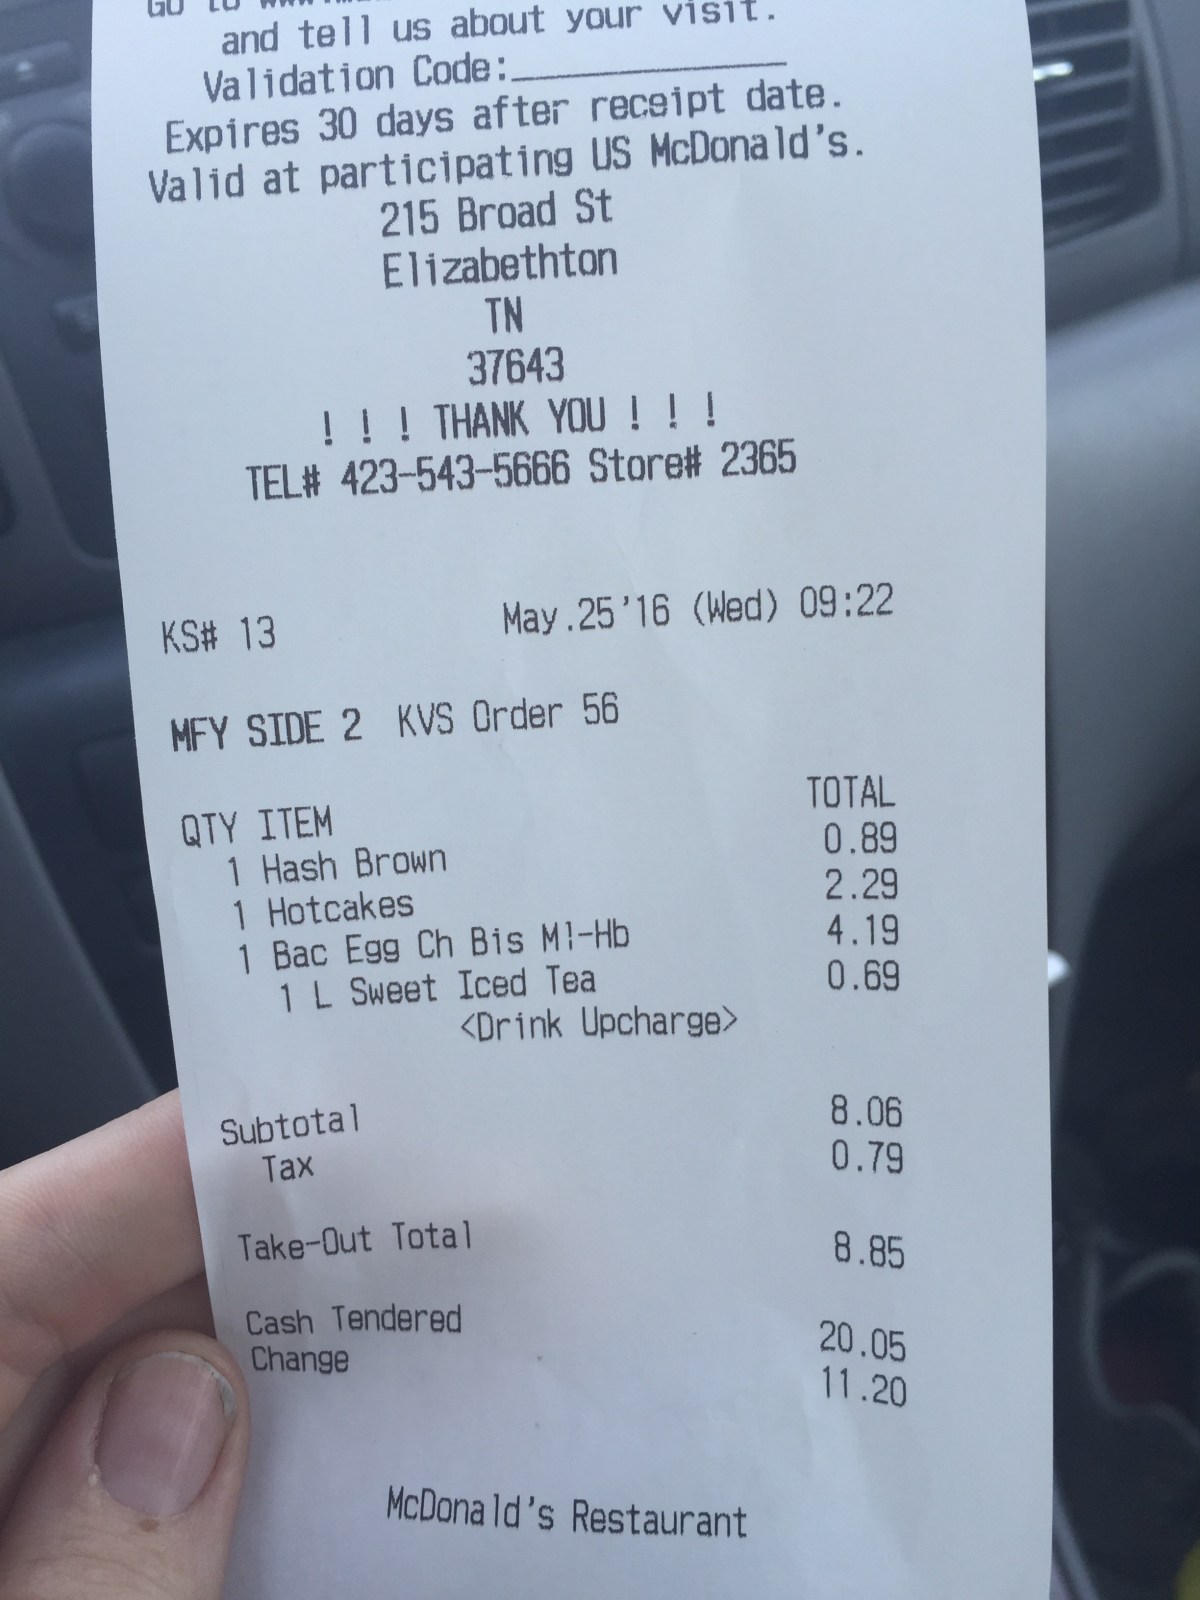 Go to
and tell us about your visit.
Validation Code:______________
Expires 30 days after receipt date.
Valid at participating US McDonald's.
215 Broad St
Elizabethton
TN
37643
! ! ! THANK YOU ! ! !
TEL# 423-543-5666 Store# 2365
KS# 13 May.25'16 (Wed) 09:22
MFY SIDE 2 KVS Order 56
QTY ITEM TOTAL
1 Hash Brown 0.89
1 Hotcakes 2.29
1 Bac Egg Ch Bis Ml-Hb 4.19
1 L Sweet Iced Tea 0.69
<Drink Upcharge>
Subtotal 8.06
Tax 0.79
Take-Out Total 8.85
Cash Tendered 20.05
Change 11.20
McDonald's Restaurant